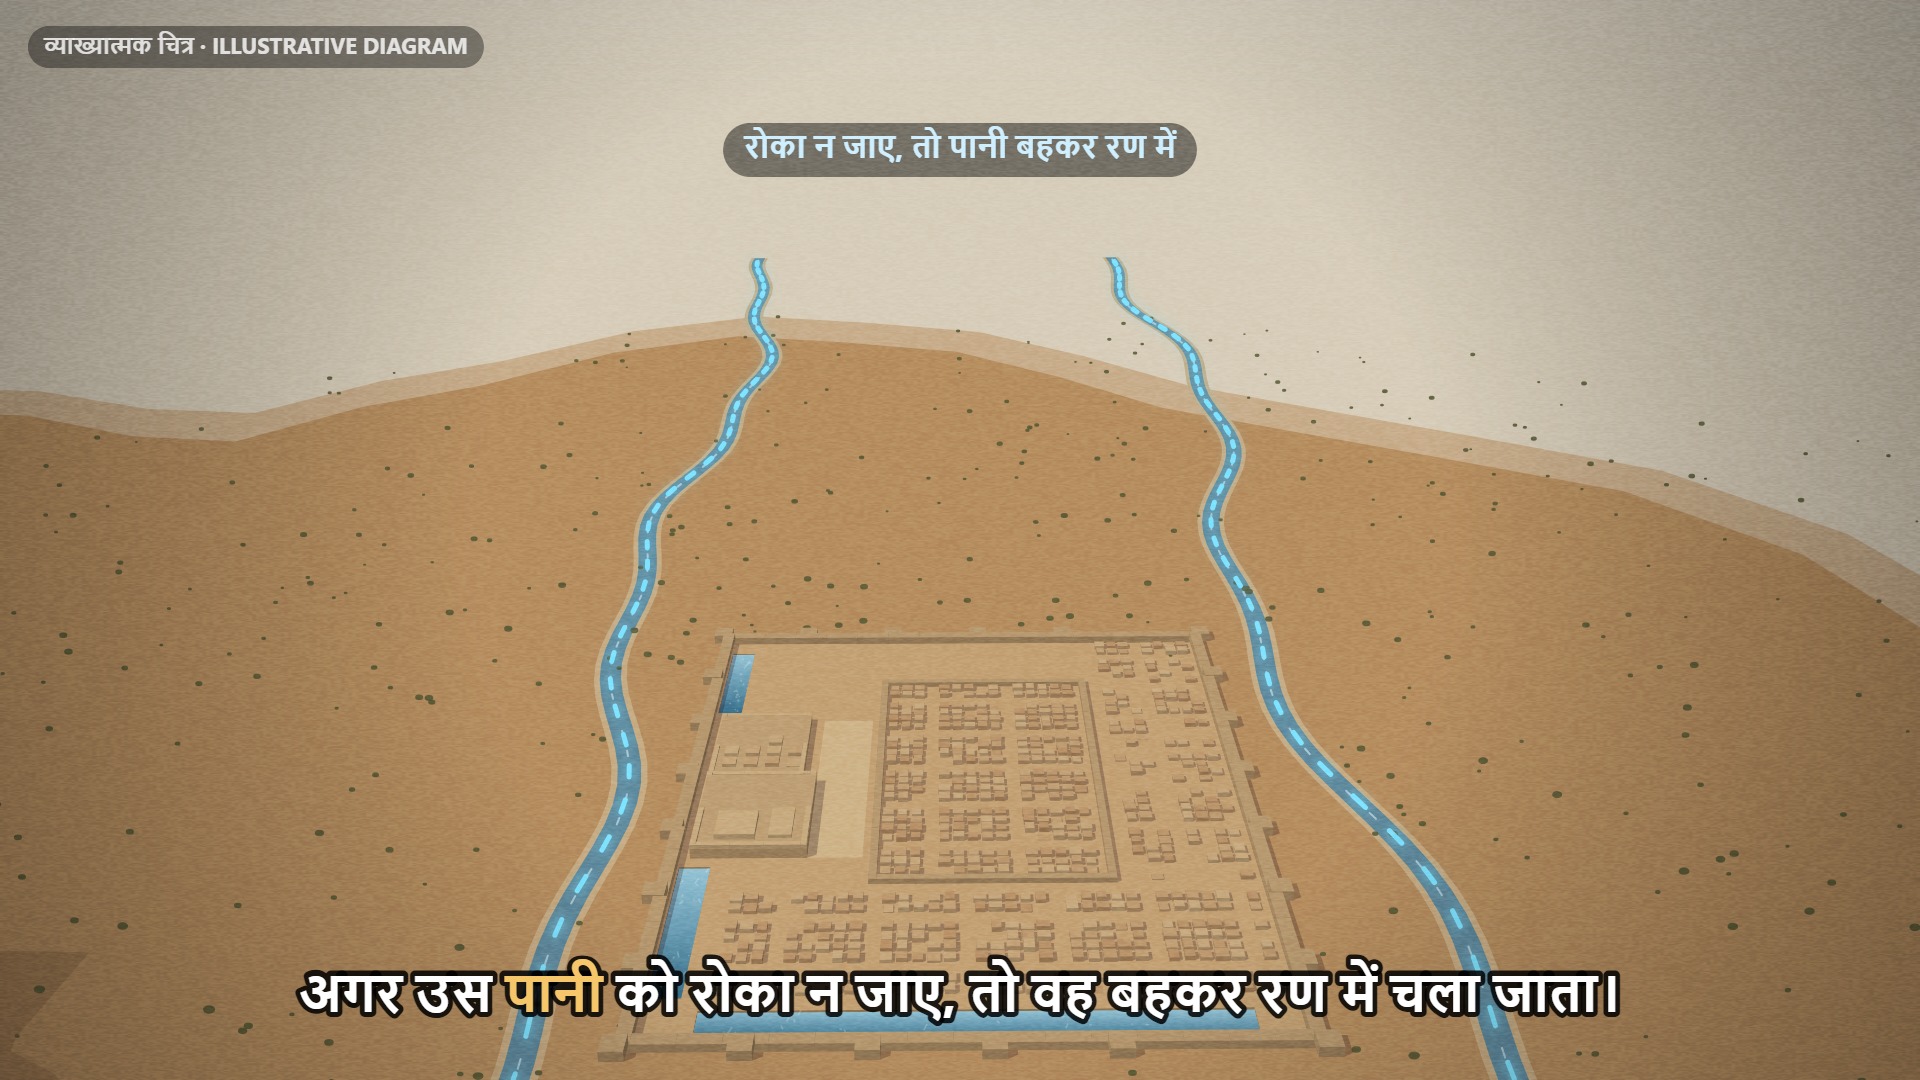 व्याख्यात्मक चित्र · ILLUSTRATIVE DIAGRAM
रोका न जाए, तो पानी बहकर रण में
अगर उस पानी को रोका न जाए, तो वह बहकर रण में चला जाता।